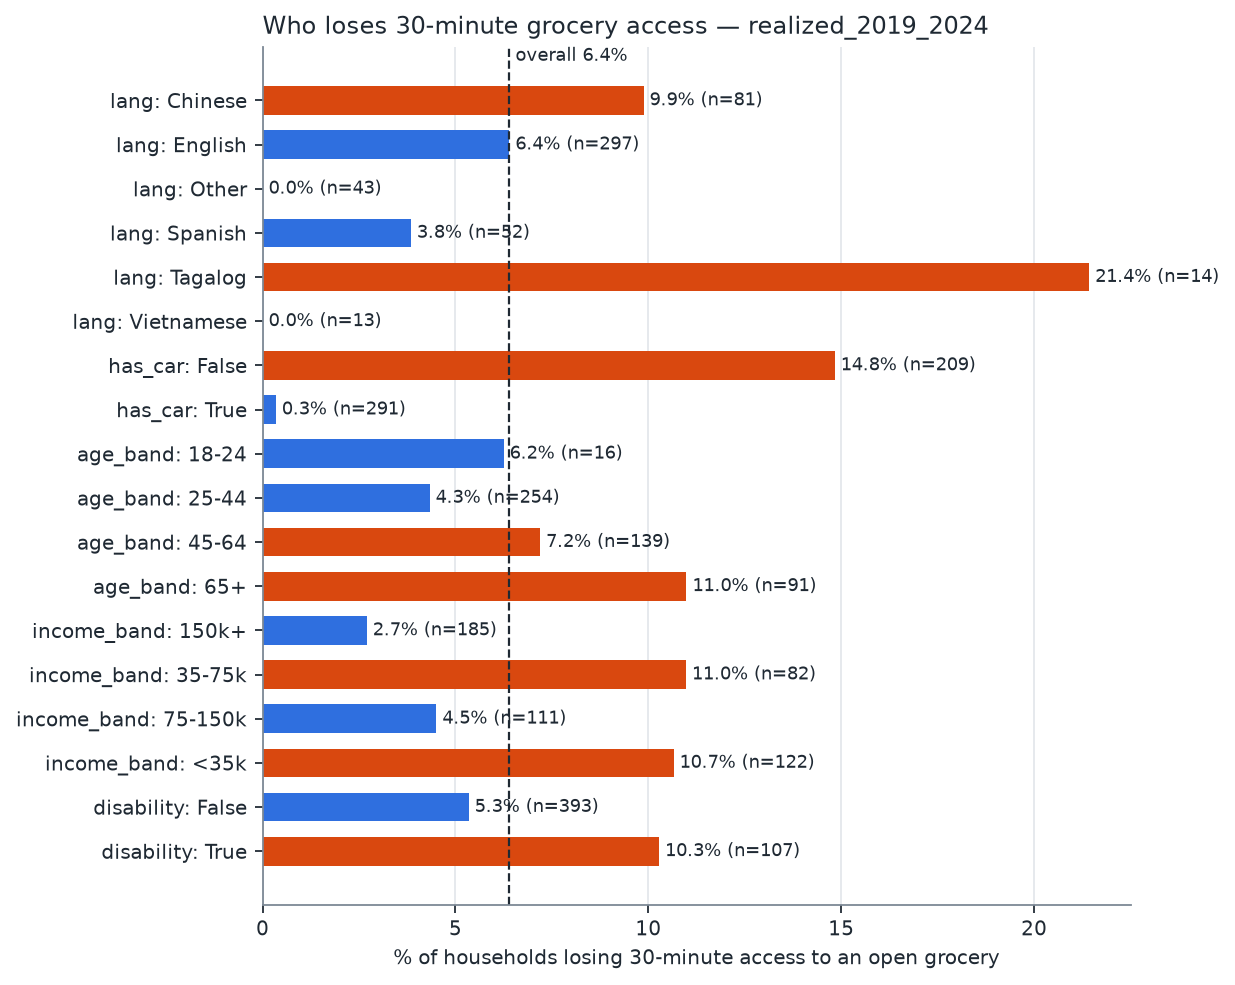 Who loses 30-minute grocery access — realized_2019_2024
overall 6.4%
lang: Chinese 9.9% (n=81)
lang: English 6.4% (n=297)
lang: Other 0.0% (n=43)
lang: Spanish 3.8% (n=52)
lang: Tagalog 21.4% (n=14)
lang: Vietnamese 0.0% (n=13)
has_car: False 14.8% (n=209)
has_car: True 0.3% (n=291)
age_band: 18-24 6.2% (n=16)
age_band: 25-44 4.3% (n=254)
age_band: 45-64 7.2% (n=139)
age_band: 65+ 11.0% (n=91)
income_band: 150k+ 2.7% (n=185)
income_band: 35-75k 11.0% (n=82)
income_band: 75-150k 4.5% (n=111)
income_band: <35k 10.7% (n=122)
disability: False 5.3% (n=393)
disability: True 10.3% (n=107)
0 5 10 15 20
% of households losing 30-minute access to an open grocery